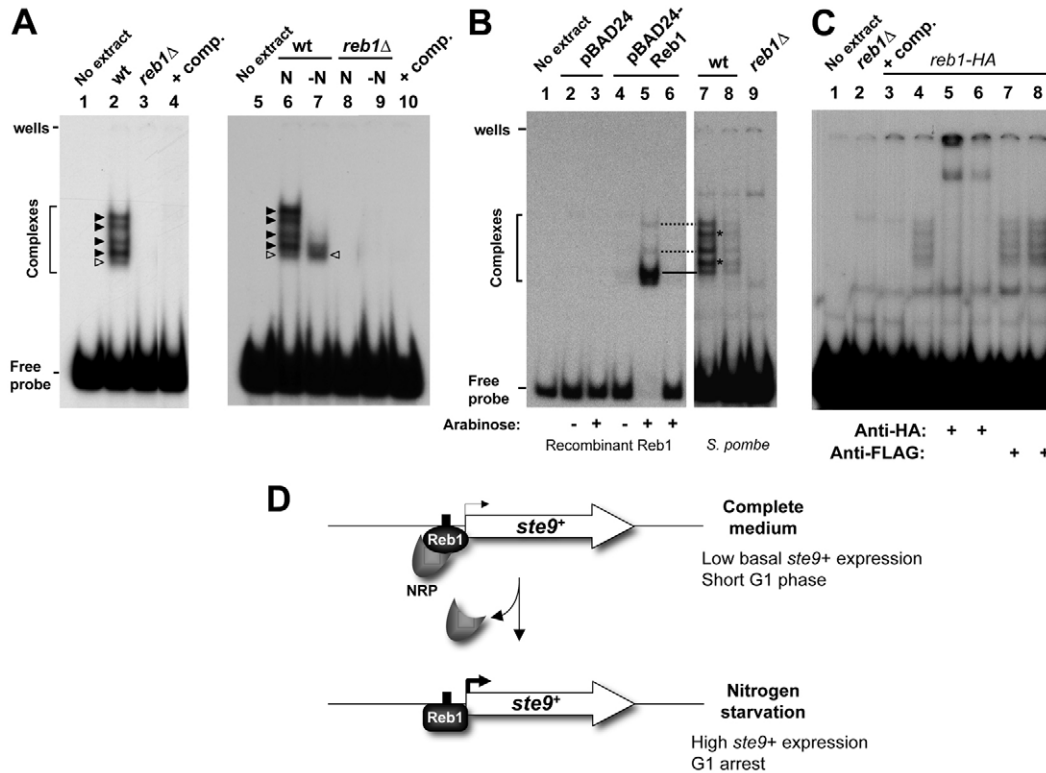 A
No extract
wt
reb1Δ
+ comp.
1 2 3 4
wells
Complexes
Free
probe
No extract
wt
reb1Δ
N -N N -N + comp.
5 6 7 8 9 10
B
No extract
pBAD24
pBAD24-
Reb1
wt
reb1Δ
1 2 3 4 5 6 7 8 9
wells
Complexes
*
*
Free
probe
Arabinose: - + - + +
Recombinant Reb1
S. pombe
C
No extract
reb1Δ
+ comp.
reb1-HA
1 2 3 4 5 6 7 8
Anti-HA: + +
Anti-FLAG: + +
D
Reb1
NRP
ste9+
Complete
medium
Low basal ste9+ expression
Short G1 phase
Reb1
ste9+
Nitrogen
starvation
High ste9+ expression
G1 arrest